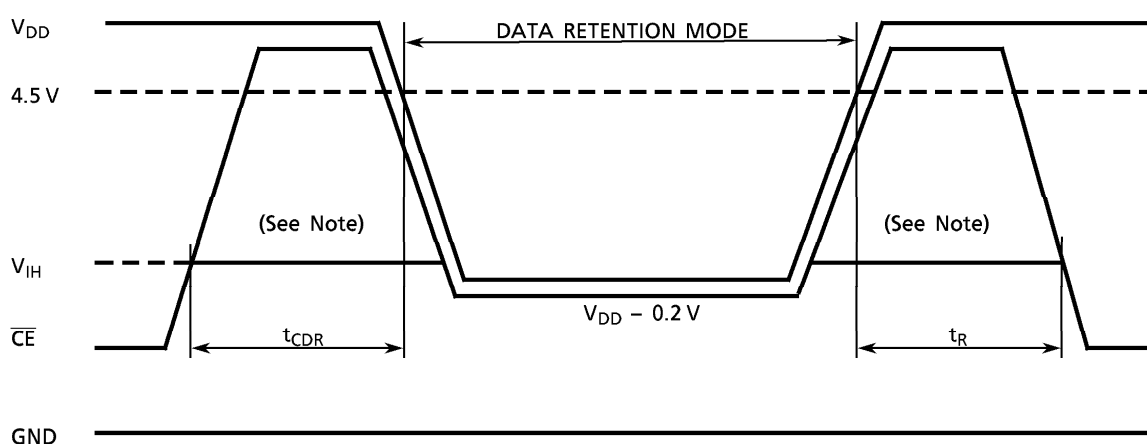 VDD
DATA RETENTION MODE
4.5 V
(See Note)
(See Note)
VIH
VDD – 0.2 V
CE
tCDR
tR
GND